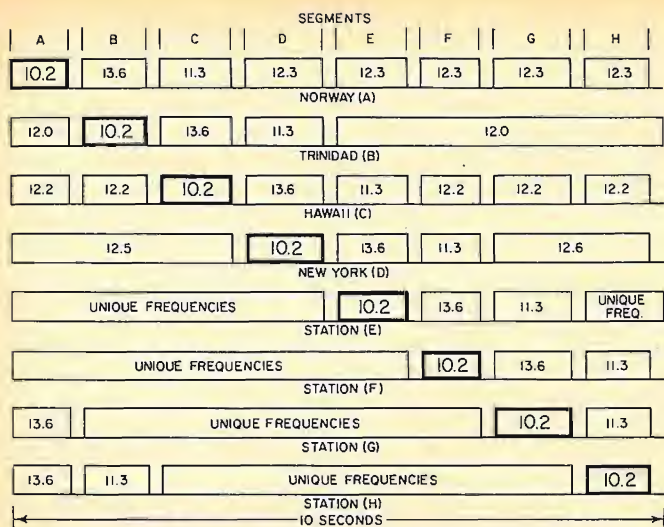 SEGMENTS
A B C D E F G H
10.2 13.6 11.3 12.3 12.3 12.3 12.3 12.3
NORWAY (A)
12.0 10.2 13.6 11.3 12.0
TRINIDAD (B)
12.2 12.2 10.2 13.6 11.3 12.2 12.2 12.2
HAWAII (C)
12.5 10.2 13.6 11.3 12.6
NEW YORK (D)
UNIQUE FREQUENCIES 10.2 13.6 11.3 UNIQUE FREQ.
STATION (E)
UNIQUE FREQUENCIES 10.2 13.6 11.3
STATION (F)
13.6 UNIQUE FREQUENCIES 10.2 11.3
STATION (G)
13.6 11.3 UNIQUE FREQUENCIES 10.2
STATION (H)
10 SECONDS